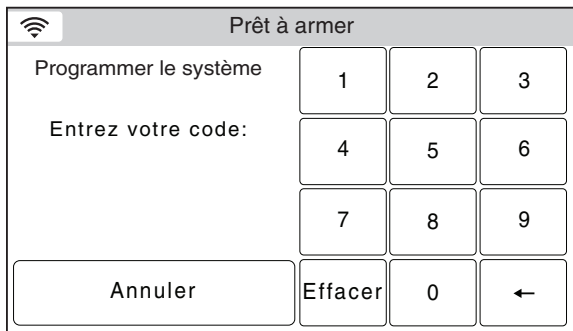 Prêt à armer
Programmer le système
Entrez votre code:
1 2 3
4 5 6
7 8 9
Annuler Effacer 0 ←